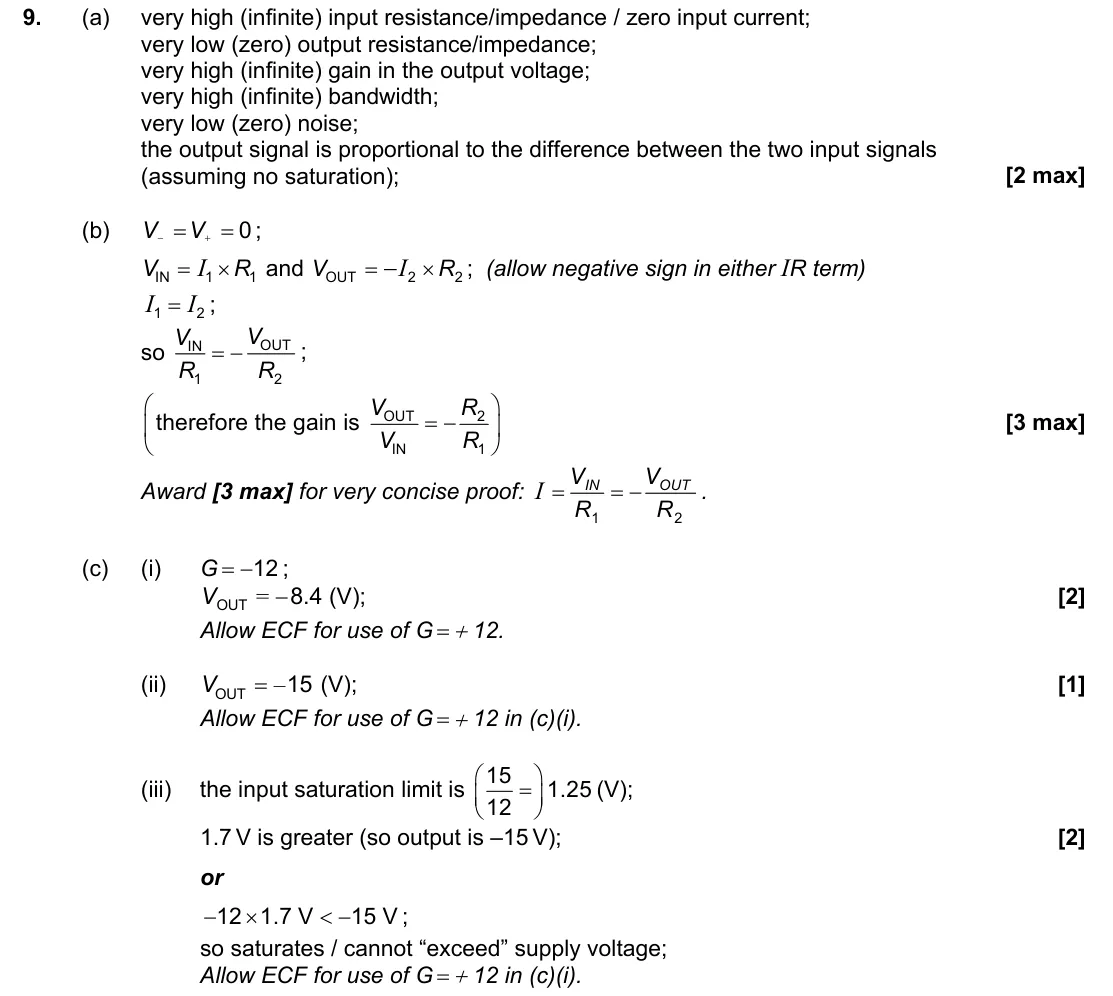 9. (a) very high (infinite) input resistance/impedance / zero input current;
very low (zero) output resistance/impedance;
very high (infinite) gain in the output voltage;
very high (infinite) bandwidth;
very low (zero) noise;
the output signal is proportional to the difference between the two input signals
(assuming no saturation); [2 max]
(b) V₋ = V₊ = 0;
V_IN = I₁ × R₁ and V_OUT = −I₂ × R₂; (allow negative sign in either IR term)
I₁ = I₂;
so V_IN/R₁ = −V_OUT/R₂;
(therefore the gain is V_OUT/V_IN = −R₂/R₁) [3 max]
Award [3 max] for very concise proof: I = V_IN/R₁ = −V_OUT/R₂.
(c) (i) G = −12;
V_OUT = −8.4 (V); [2]
Allow ECF for use of G = + 12.
(ii) V_OUT = −15 (V); [1]
Allow ECF for use of G = + 12 in (c)(i).
(iii) the input saturation limit is (15/12 =) 1.25 (V);
1.7 V is greater (so output is –15 V); [2]
or
−12 × 1.7 V < −15 V;
so saturates / cannot “exceed” supply voltage;
Allow ECF for use of G = + 12 in (c)(i).